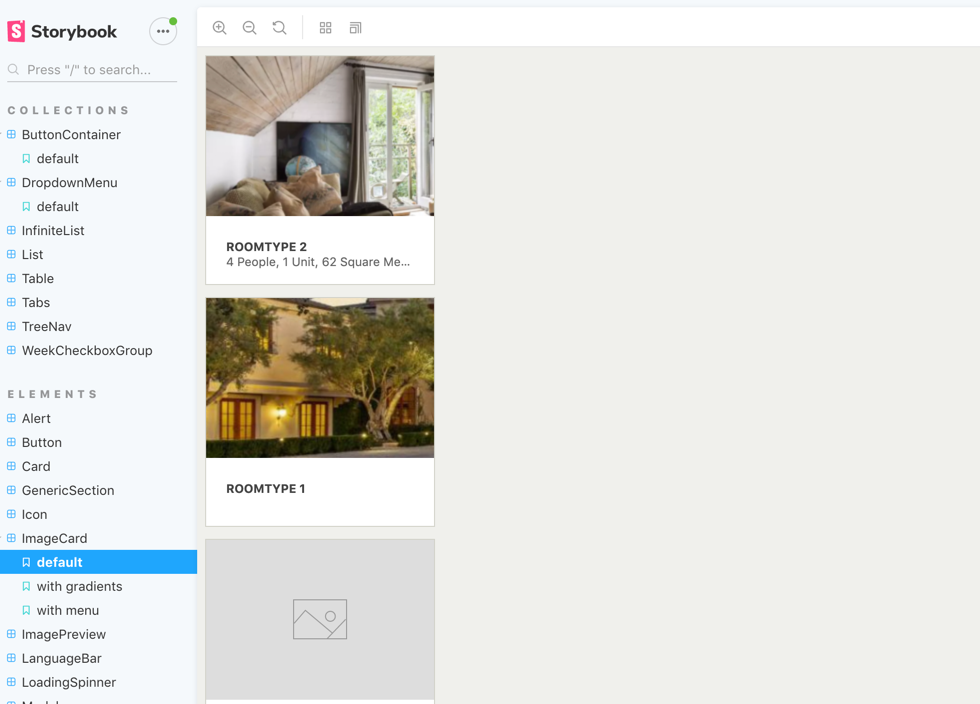 Storybook
Press "/" to search...
COLLECTIONS
ButtonContainer
default
DropdownMenu
default
InfiniteList
List
Table
Tabs
TreeNav
WeekCheckboxGroup
ELEMENTS
Alert
Button
Card
GenericSection
Icon
ImageCard
default
with gradients
with menu
ImagePreview
LanguageBar
LoadingSpinner
ROOMTYPE 2
4 People, 1 Unit, 62 Square Me...
ROOMTYPE 1